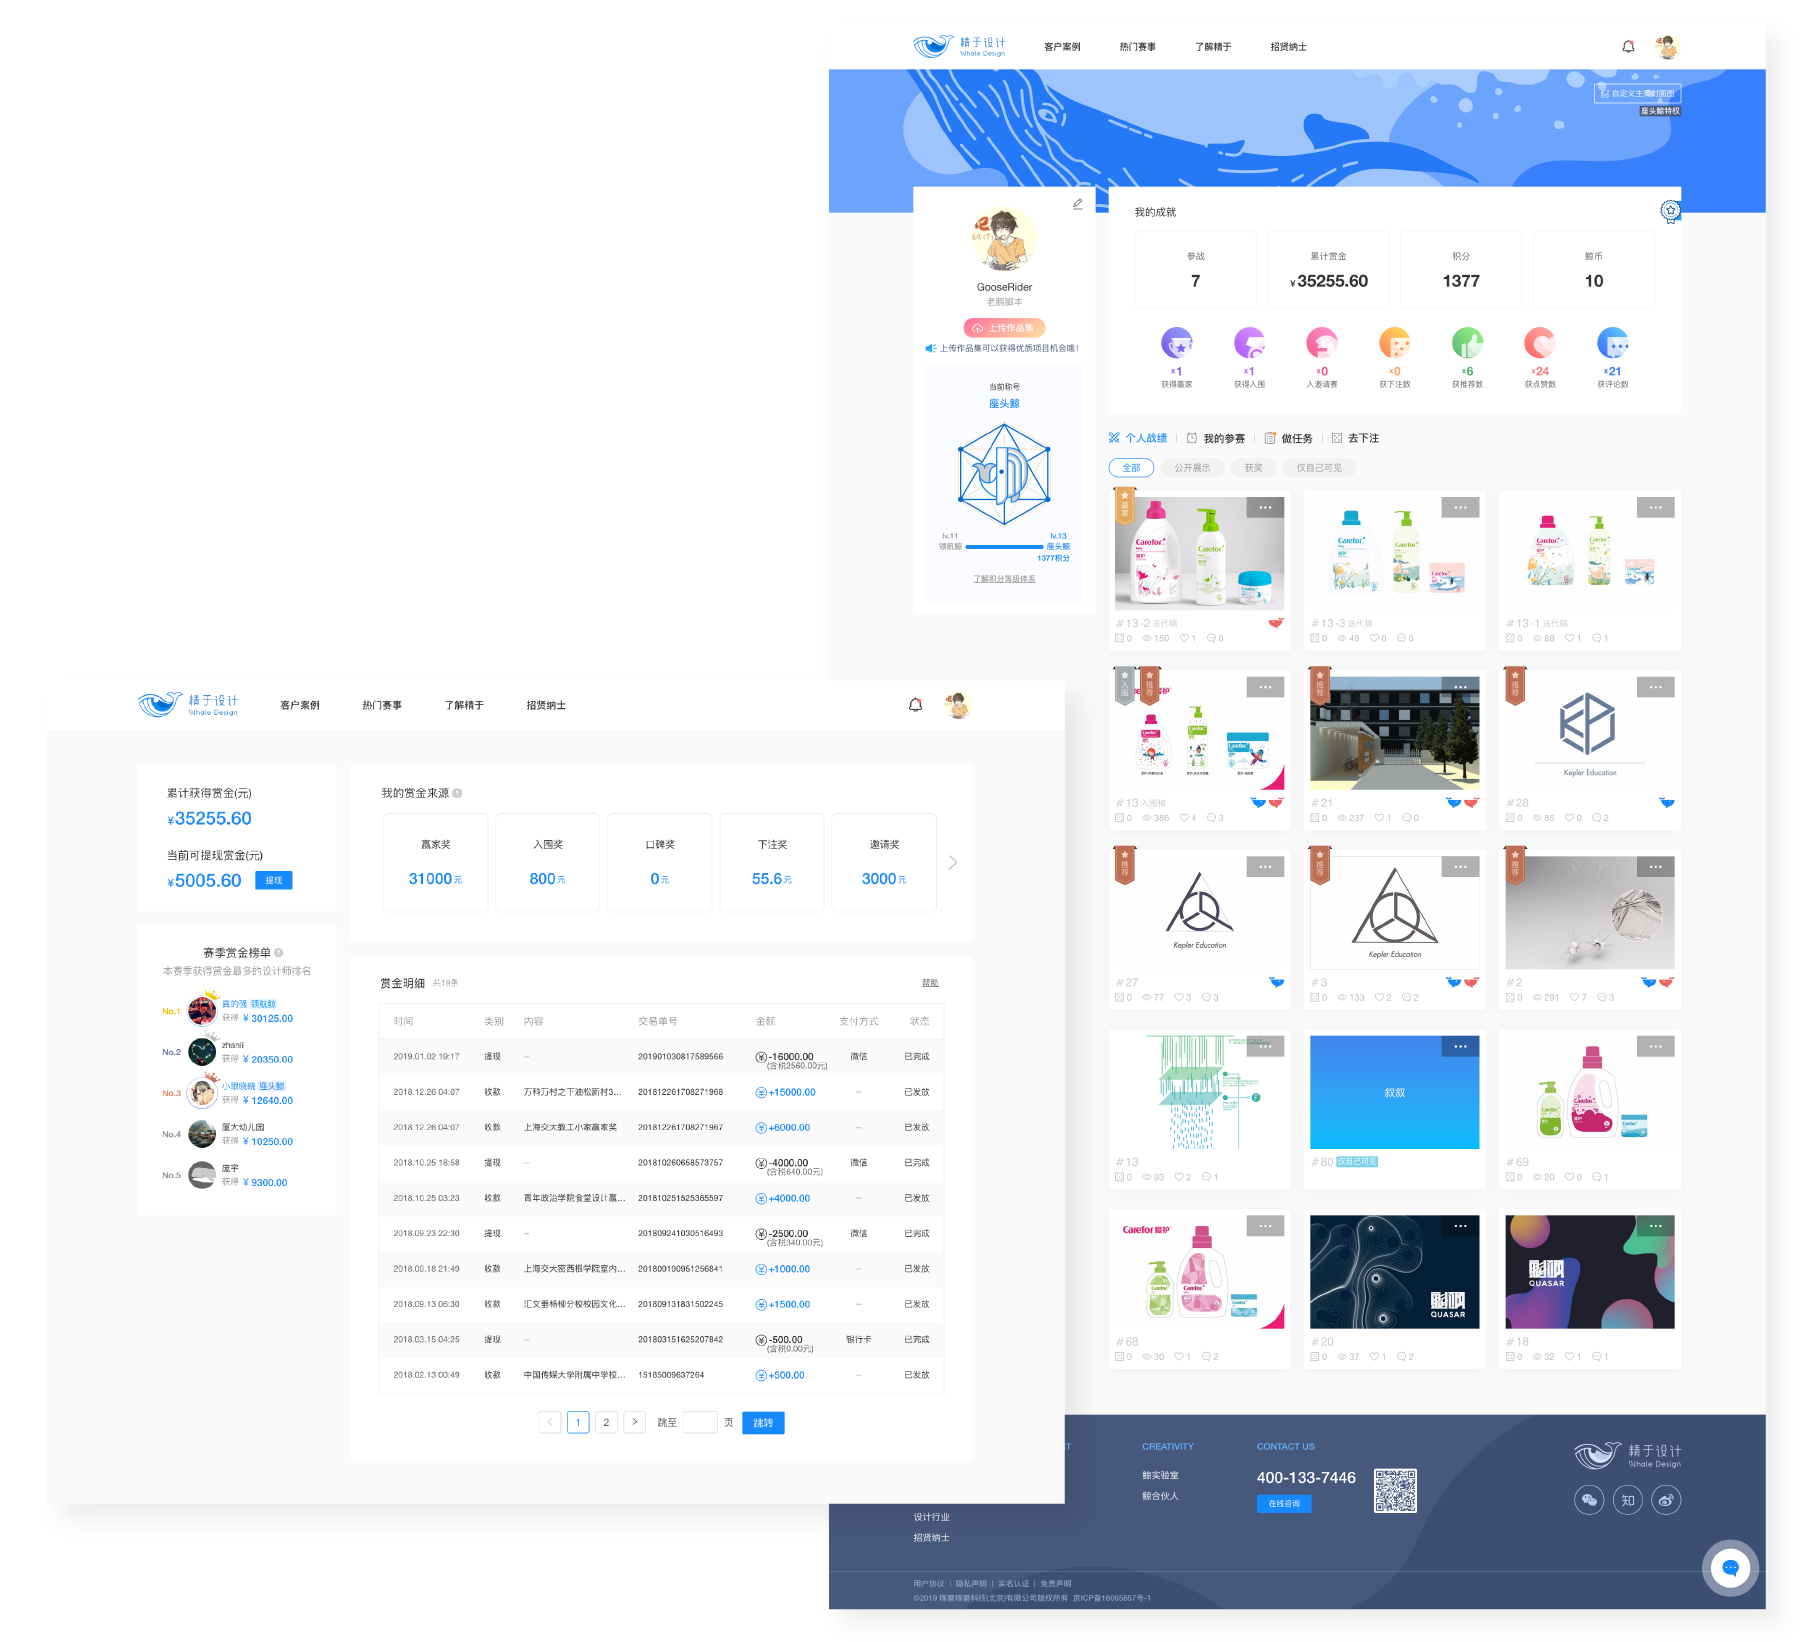 精于设计
Whale Design
客户案例 热门赛事 了解精于 招贤纳士
自定义主页封面图
座头鲸特权
GooseRider
老鹅脚本
上传作品集
上传作品集可以获得优质项目机会哦!
当前称号
座头鲸
lv.11 lv.13
领航鲸 座头鲸
1377积分
了解积分等级体系
我的成就
参战 累计赏金 积分 鲸币
7 ¥35255.60 1377 10
x1 x1 x0 x0 x6 x24 x21
获得赢家 获得入围 入邀请赛 获下注数 获推荐数 获点赞数 获评论数
个人战绩 我的参赛 做任务 去下注
全部 公开展示 获奖 仅自己可见
赢家
Carefor
Carefor
#13-2 迭代稿 #13-3 迭代稿 #13-1 迭代稿
0 150 1 0 0 49 0 0 0 88 1 1
入围 推荐 推荐 推荐
Kepler Education
#13 入围稿 #21 #28
0 386 4 3 0 237 1 0 0 85 0 2
推荐 推荐 推荐
Kepler Education Kepler Education
#27 #3 #2
0 77 3 3 0 133 2 2 0 291 7 3
叙叙
#13 #80 仅自己可见 #69
0 93 2 1 0 20 0 1
Carefor 爱护
QUASAR QUASAR
#68 #20 #18
0 30 1 2 0 37 1 2 0 32 1 1
CREATIVITY CONTACT US
鲸实验室 400-133-7446
鲸合伙人 在线咨询
设计行业
招贤纳士
精于设计
Whale Design
知
用户协议 | 隐私声明 | 实名认证 | 免责声明
©2019 琢磨琢磨科技(北京)有限公司版权所有 京ICP备16065657号-1
精于设计
Whale Design
客户案例 热门赛事 了解精于 招贤纳士
累计获得赏金(元)
¥35255.60
当前可提现赏金(元)
¥5005.60 提现
赛季赏金榜单
本赛季获得赏金最多的设计师排名
No.1 真的强 领航鲸
获得 ¥ 30125.00
No.2 zhanli
获得 ¥ 20350.00
No.3 小眼晓晓 座头鲸
获得 ¥ 12640.00
No.4 厦大幼儿园
获得 ¥ 10250.00
No.5 庞宇
获得 ¥ 9300.00
我的赏金来源
赢家奖 入围奖 口碑奖 下注奖 邀请奖
31000元 800元 0元 55.6元 3000元
赏金明细 共19条 帮助
时间 类别 内容 交易单号 金额 支付方式 状态
2019.01.02 19:17 提现 – 201901030817589566 -16000.00 微信 已完成
(含税2560.00元)
2018.12.26 04:07 收款 万科万村之下油松新村3... 201812261708271968 +15000.00 – 已发放
2018.12.26 04:07 收款 上海交大教工小家赢家奖 201812261708271967 +6000.00 – 已发放
2018.10.25 18:58 提现 – 201810260658573757 -4000.00 微信 已完成
(含税640.00元)
2018.10.25 03:23 收款 青年政治学院食堂设计赢... 201810251525365597 +4000.00 – 已发放
2018.09.23 22:30 提现 – 201809241030516493 -2500.00 微信 已完成
(含税340.00元)
2018.09.18 21:49 收款 上海交大密西根学院室内... 201809190951256841 +1000.00 – 已发放
2018.09.13 06:30 收款 汇文垂杨柳分校校园文化... 201809131831502245 +1500.00 – 已发放
2018.03.15 04:25 提现 – 201803151625207842 -500.00 银行卡 已完成
(含税0.00元)
2018.02.13 00:49 收款 中国传媒大学附属中学校... 15185009637264 +500.00 – 已发放
< 1 2 > 跳至 页 跳转